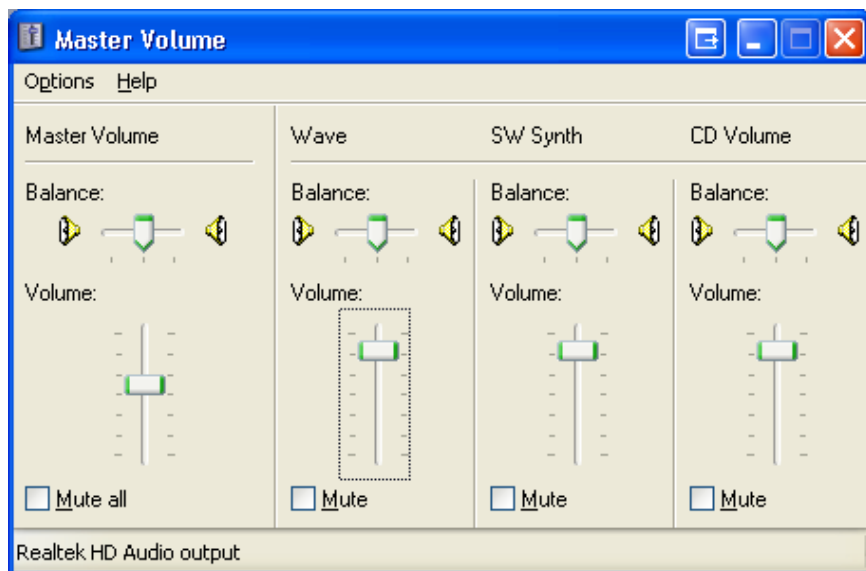 Master Volume
Options Help
Master Volume
Wave
SW Synth
CD Volume
Balance:
Balance:
Balance:
Balance:
Volume:
Volume:
Volume:
Volume:
Mute all
Mute
Mute
Mute
Realtek HD Audio output